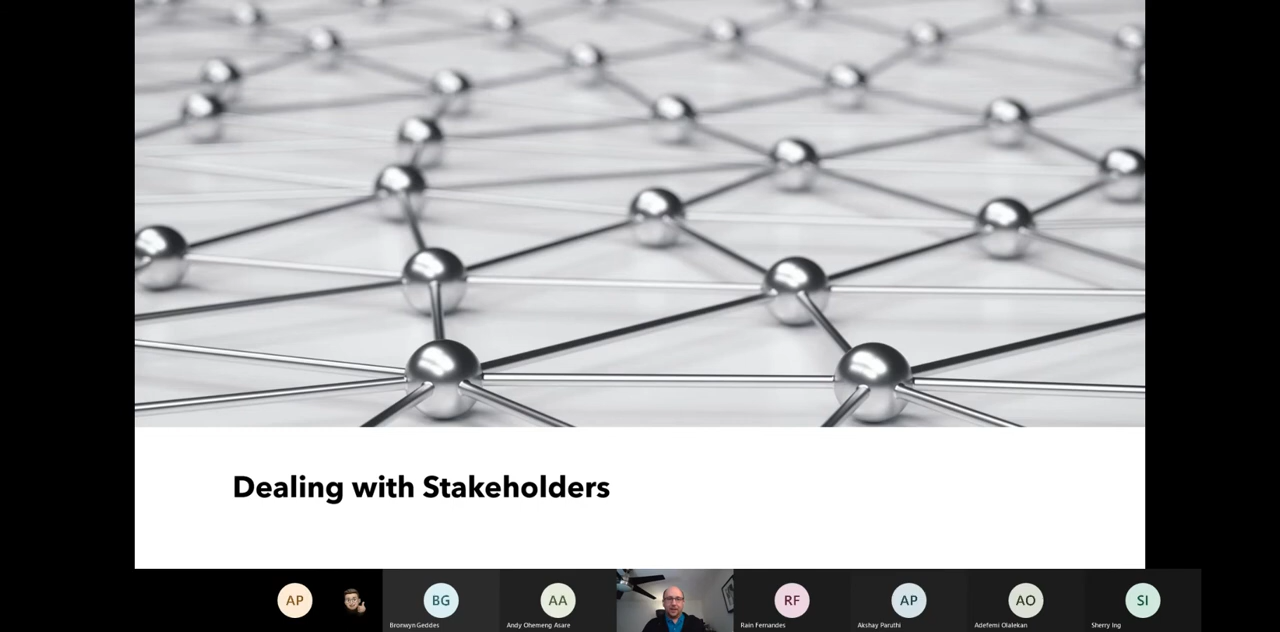 Dealing with Stakeholders
AP
BG
AA
RF
AP
AO
SI
Bronwyn Geddes
Andy Ohemeng Asare
Rain Fernandes
Akshay Paruthi
Adefemi Olalekan
Sherry Ing